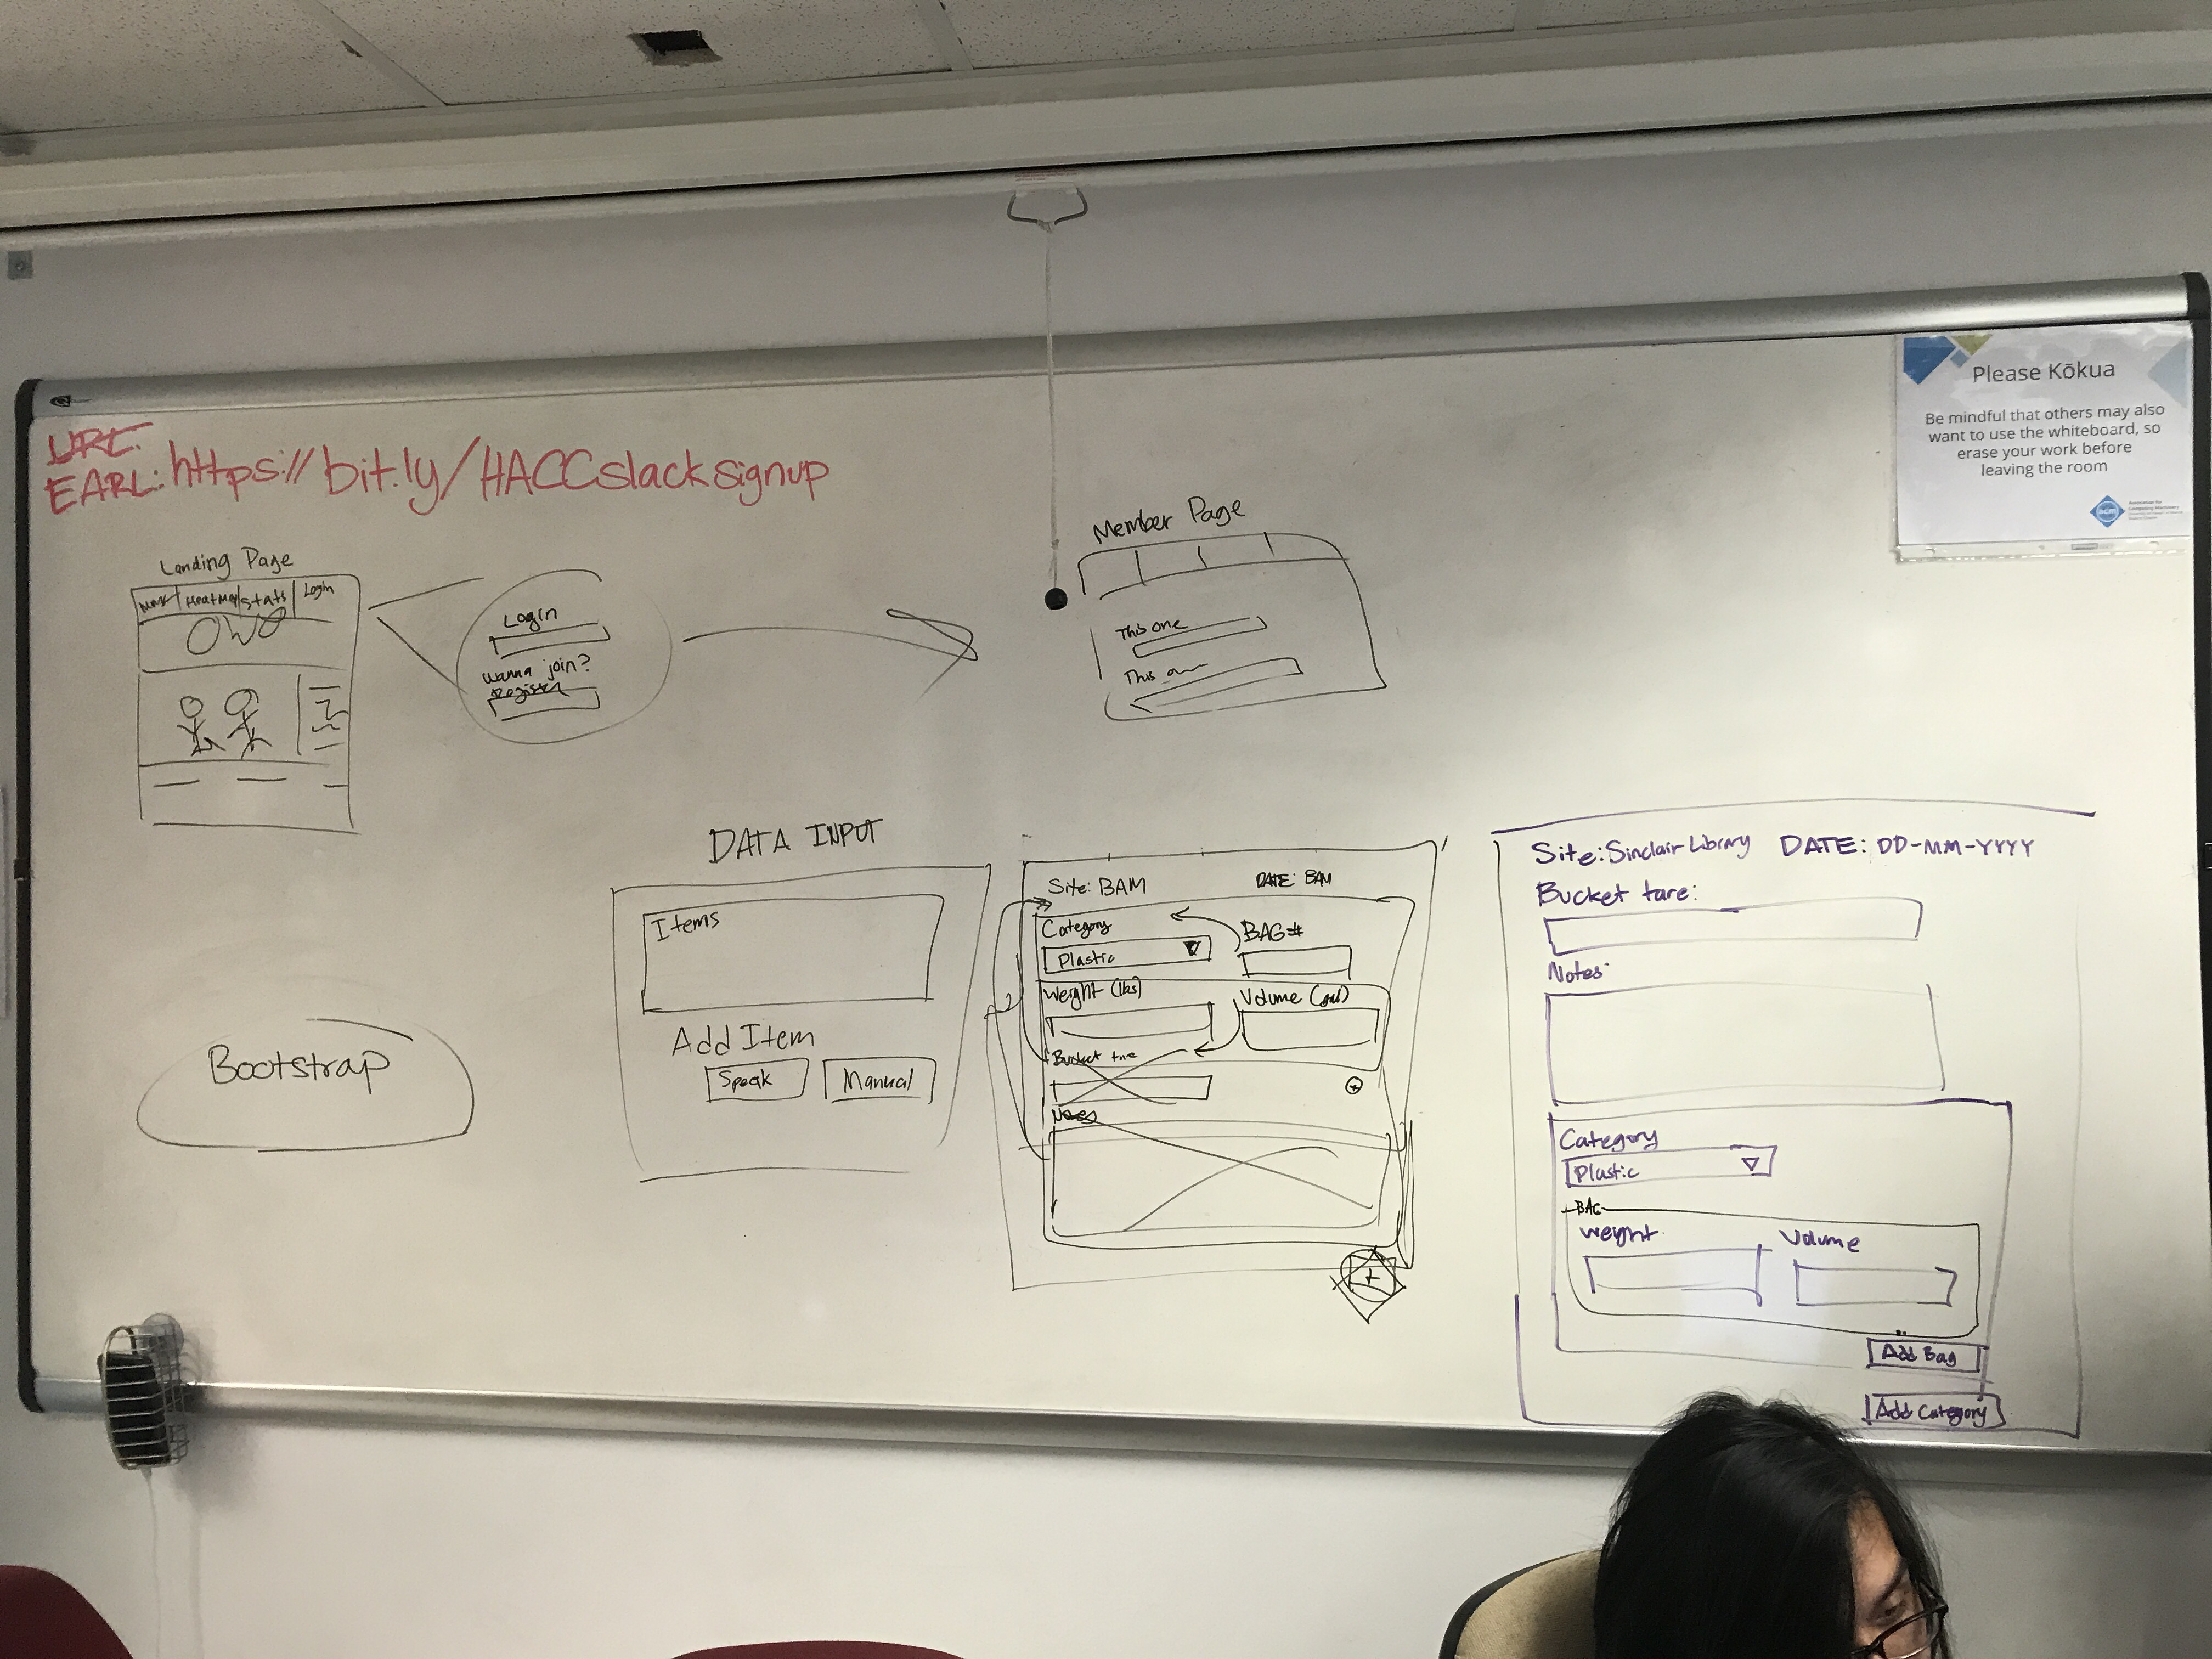 URL:
EARL: https://bit.ly/HACCslacksignup
Please Kōkua
Be mindful that others may also
want to use the whiteboard, so
erase your work before
leaving the room
acm
Landing Page
Stats
Login
OWO
Login
wanna join?
Register
Member Page
This one
This
DATA INPUT
Items
Add Item
Speak
Manual
Bootstrap
Site: BAM
DATE: BAM
Category
BAG #
Plastic
Weight (lbs)
Volume (gal)
Bucket tare
Notes
Site: Sinclair Library DATE: DD-MM-YYYY
Bucket tare:
Notes
Category
Plastic
BAG
weight
Volume
Add Bag
Add Category